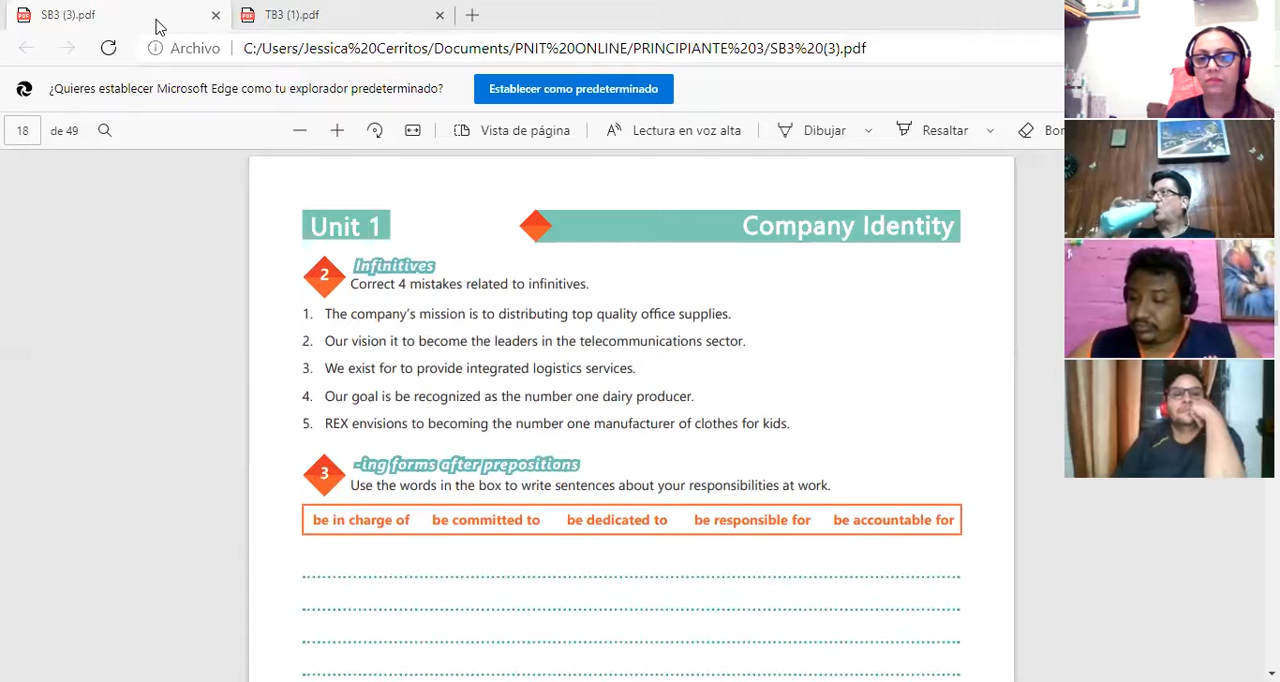 SB3 (3).pdf
TB3 (1).pdf
Archivo
C:/Users/Jessica%20Cerritos/Documents/PNIT%20ONLINE/PRINCIPIANTE%203/SB3%20(3).pdf
¿Quieres establecer Microsoft Edge como tu explorador predeterminado?
Establecer como predeterminado
18 de 49
Vista de página
Lectura en voz alta
Dibujar
Resaltar
Bor
Unit 1
Company Identity
2 Infinitives
Correct 4 mistakes related to infinitives.
1. The company's mission is to distributing top quality office supplies.
2. Our vision it to become the leaders in the telecommunications sector.
3. We exist for to provide integrated logistics services.
4. Our goal is be recognized as the number one dairy producer.
5. REX envisions to becoming the number one manufacturer of clothes for kids.
3 -ing forms after prepositions
Use the words in the box to write sentences about your responsibilities at work.
be in charge of be committed to be dedicated to be responsible for be accountable for